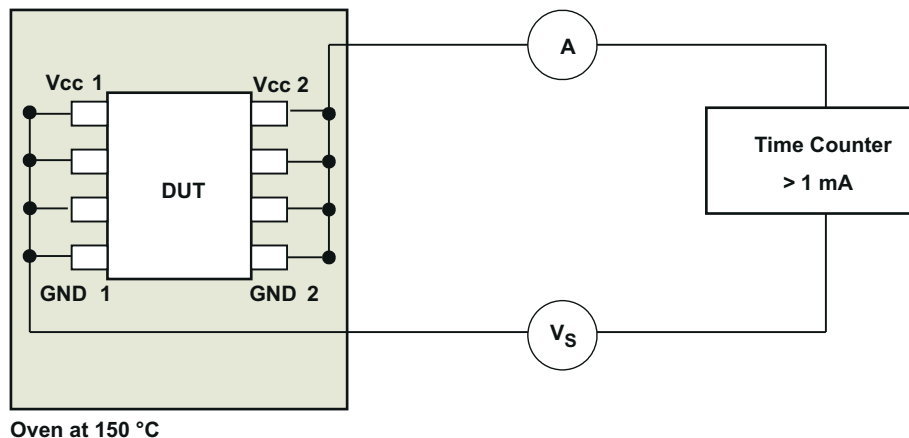 A
Vcc 1
Vcc 2
Time Counter
> 1 mA
DUT
GND 1
GND 2
VS
Oven at 150 °C